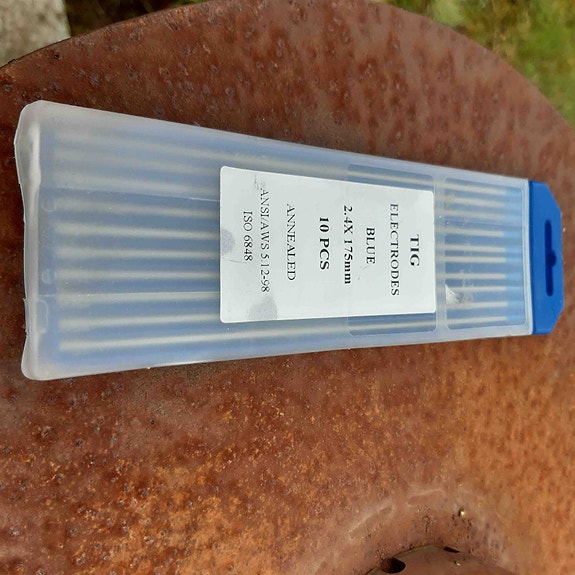 TIG
ELECTRODES
BLUE
2.4X 175mm
10 PCS
ANNEALED
ANSI/AWS 5.12-98
ISO 6848